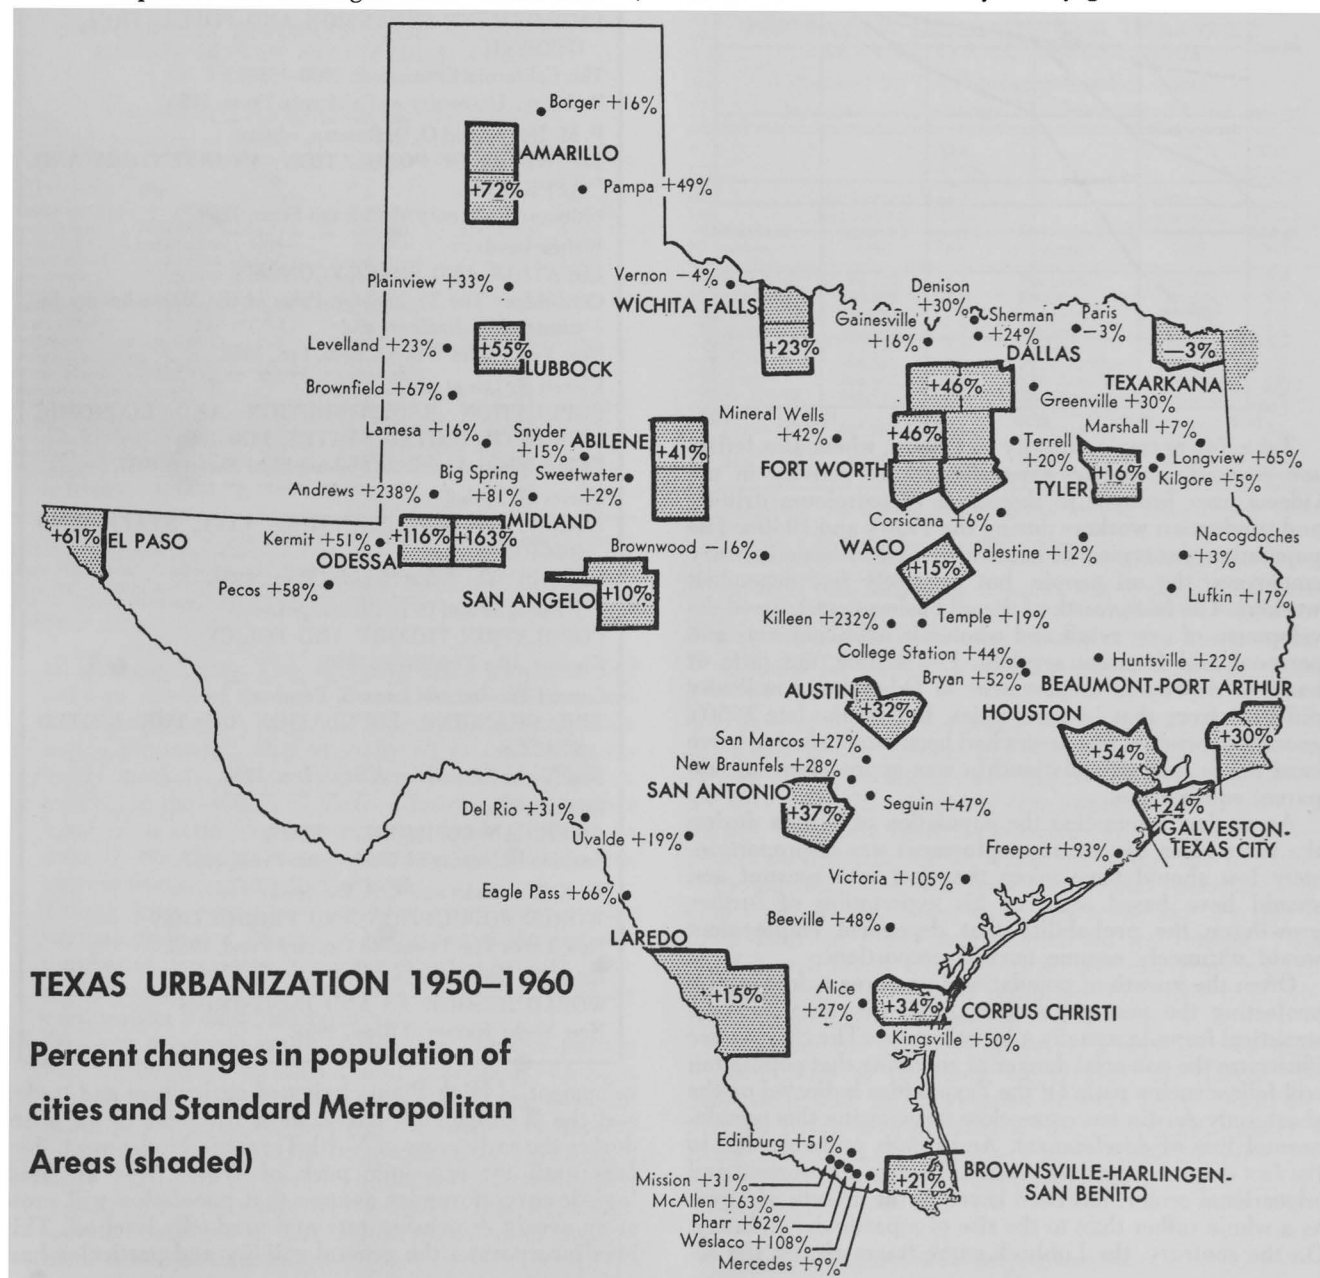 Borger +16%
AMARILLO
+72%
Pampa +49%
Plainview +33%
Vernon −4%
WICHITA FALLS
+23%
Denison
+30%
Gainesville
+16%
Sherman
+24%
Paris
−3%
DALLAS
+46%
−3%
TEXARKANA
Levelland +23%
+55%
LUBBOCK
Brownfield +67%
Greenville +30%
Mineral Wells
+42%
+46%
FORT WORTH
Marshall +7%
Lamesa +16%
Snyder
+15%
ABILENE
+41%
Terrell
+20%
Longview +65%
+16%
TYLER
Kilgore +5%
Big Spring
+81%
Sweetwater
+2%
Andrews +238%
MIDLAND
+116%
+163%
ODESSA
Corsicana +6%
+61%
EL PASO
Kermit +51%
Brownwood −16%
WACO
+15%
Palestine +12%
Nacogdoches
+3%
Pecos +58%
SAN ANGELO
+10%
Lufkin +17%
Killeen +232%
Temple +19%
College Station +44%
Bryan +52%
Huntsville +22%
AUSTIN
+32%
BEAUMONT-PORT ARTHUR
+30%
HOUSTON
+54%
San Marcos +27%
New Braunfels +28%
SAN ANTONIO
+37%
Seguin +47%
+24%
GALVESTON-
TEXAS CITY
Del Rio +31%
Uvalde +19%
Freeport +93%
Eagle Pass +66%
Victoria +105%
Beeville +48%
LAREDO
+15%
Alice
+27%
+34%
CORPUS CHRISTI
Kingsville +50%
TEXAS URBANIZATION 1950–1960
Percent changes in population of
cities and Standard Metropolitan
Areas (shaded)
Edinburg +51%
Mission +31%
McAllen +63%
Pharr +62%
Weslaco +108%
Mercedes +9%
+21%
BROWNSVILLE-HARLINGEN-
SAN BENITO